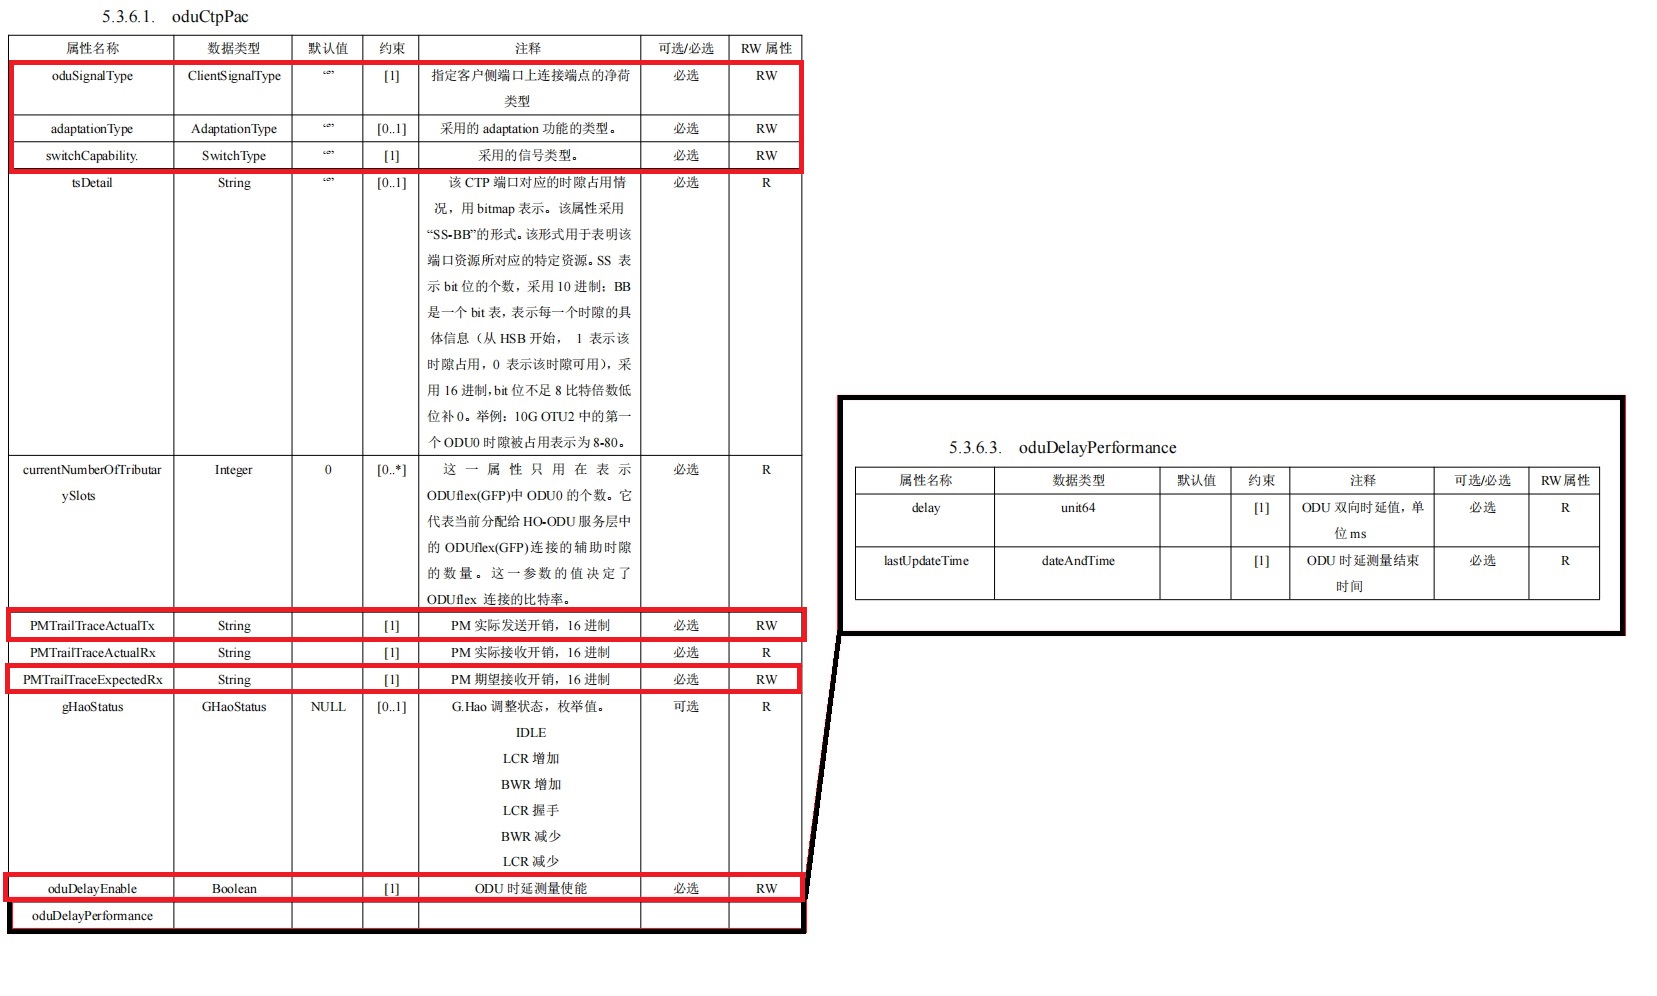 5.3.6.1. oduCtpPac
属性名称 数据类型 默认值 约束 注释 可选/必选 RW 属性
oduSignalType ClientSignalType “” [1] 指定客户侧端口上连接端点的净荷 必选 RW
类型
adaptationType AdaptationType “” [0..1] 采用的 adaptation 功能的类型。 必选 RW
switchCapability. SwitchType “” [1] 采用的信号类型。 必选 RW
tsDetail String “” [0..1] 该 CTP 端口对应的时隙占用情 必选 R
况，用 bitmap 表示。该属性采用
“SS-BB”的形式。该形式用于表明该
端口资源所对应的特定资源。SS 表
示 bit 位的个数，采用 10 进制；BB
是一个 bit 表，表示每一个时隙的具
体信息（从 HSB 开始， 1 表示该
时隙占用，0 表示该时隙可用），采
用 16 进制，bit 位不足 8 比特倍数低
位补 0。举例：10G OTU2 中的第一
个 ODU0 时隙被占用表示为 8-80。
currentNumberOfTributar Integer 0 [0..*] 这一属性只用在表示 必选 R
ySlots ODUflex(GFP)中 ODU0 的个数。它
代表当前分配给 HO-ODU 服务层中
的 ODUflex(GFP)连接的辅助时隙
的数量。这一参数的值决定了
ODUflex 连接的比特率。
PMTrailTraceActualTx String [1] PM 实际发送开销，16 进制 必选 RW
PMTrailTraceActualRx String [1] PM 实际接收开销，16 进制 必选 R
PMTrailTraceExpectedRx String [1] PM 期望接收开销，16 进制 必选 RW
gHaoStatus GHaoStatus NULL [0..1] G.Hao 调整状态，枚举值。 可选 R
IDLE
LCR 增加
BWR 增加
LCR 握手
BWR 减少
LCR 减少
oduDelayEnable Boolean [1] ODU 时延测量使能 必选 RW
oduDelayPerformance
5.3.6.3. oduDelayPerformance
属性名称 数据类型 默认值 约束 注释 可选/必选 RW 属性
delay unit64 [1] ODU 双向时延值，单 必选 R
位 ms
lastUpdateTime dateAndTime [1] ODU 时延测量结束 必选 R
时间